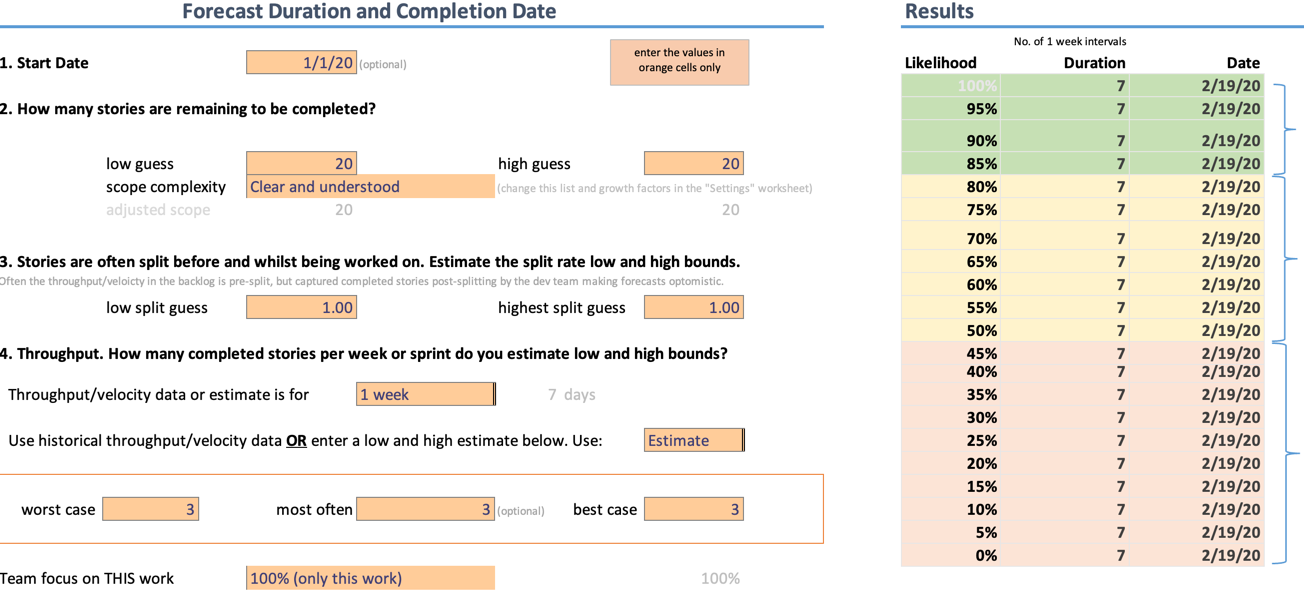 Forecast Duration and Completion Date
1. Start Date 1/1/20 (optional)
enter the values in
orange cells only
2. How many stories are remaining to be completed?
low guess 20 high guess 20
scope complexity Clear and understood (change this list and growth factors in the "Settings" worksheet)
adjusted scope 20 20
3. Stories are often split before and whilst being worked on. Estimate the split rate low and high bounds.
Often the throughput/veloicty in the backlog is pre-split, but captured completed stories post-splitting by the dev team making forecasts optomistic.
low split guess 1.00 highest split guess 1.00
4. Throughput. How many completed stories per week or sprint do you estimate low and high bounds?
Throughput/velocity data or estimate is for 1 week 7 days
Use historical throughput/velocity data OR enter a low and high estimate below. Use: Estimate
worst case 3 most often 3 (optional) best case 3
Team focus on THIS work 100% (only this work) 100%
Results
No. of 1 week intervals
Likelihood Duration Date
100% 7 2/19/20
95% 7 2/19/20
90% 7 2/19/20
85% 7 2/19/20
80% 7 2/19/20
75% 7 2/19/20
70% 7 2/19/20
65% 7 2/19/20
60% 7 2/19/20
55% 7 2/19/20
50% 7 2/19/20
45% 7 2/19/20
40% 7 2/19/20
35% 7 2/19/20
30% 7 2/19/20
25% 7 2/19/20
20% 7 2/19/20
15% 7 2/19/20
10% 7 2/19/20
5% 7 2/19/20
0% 7 2/19/20